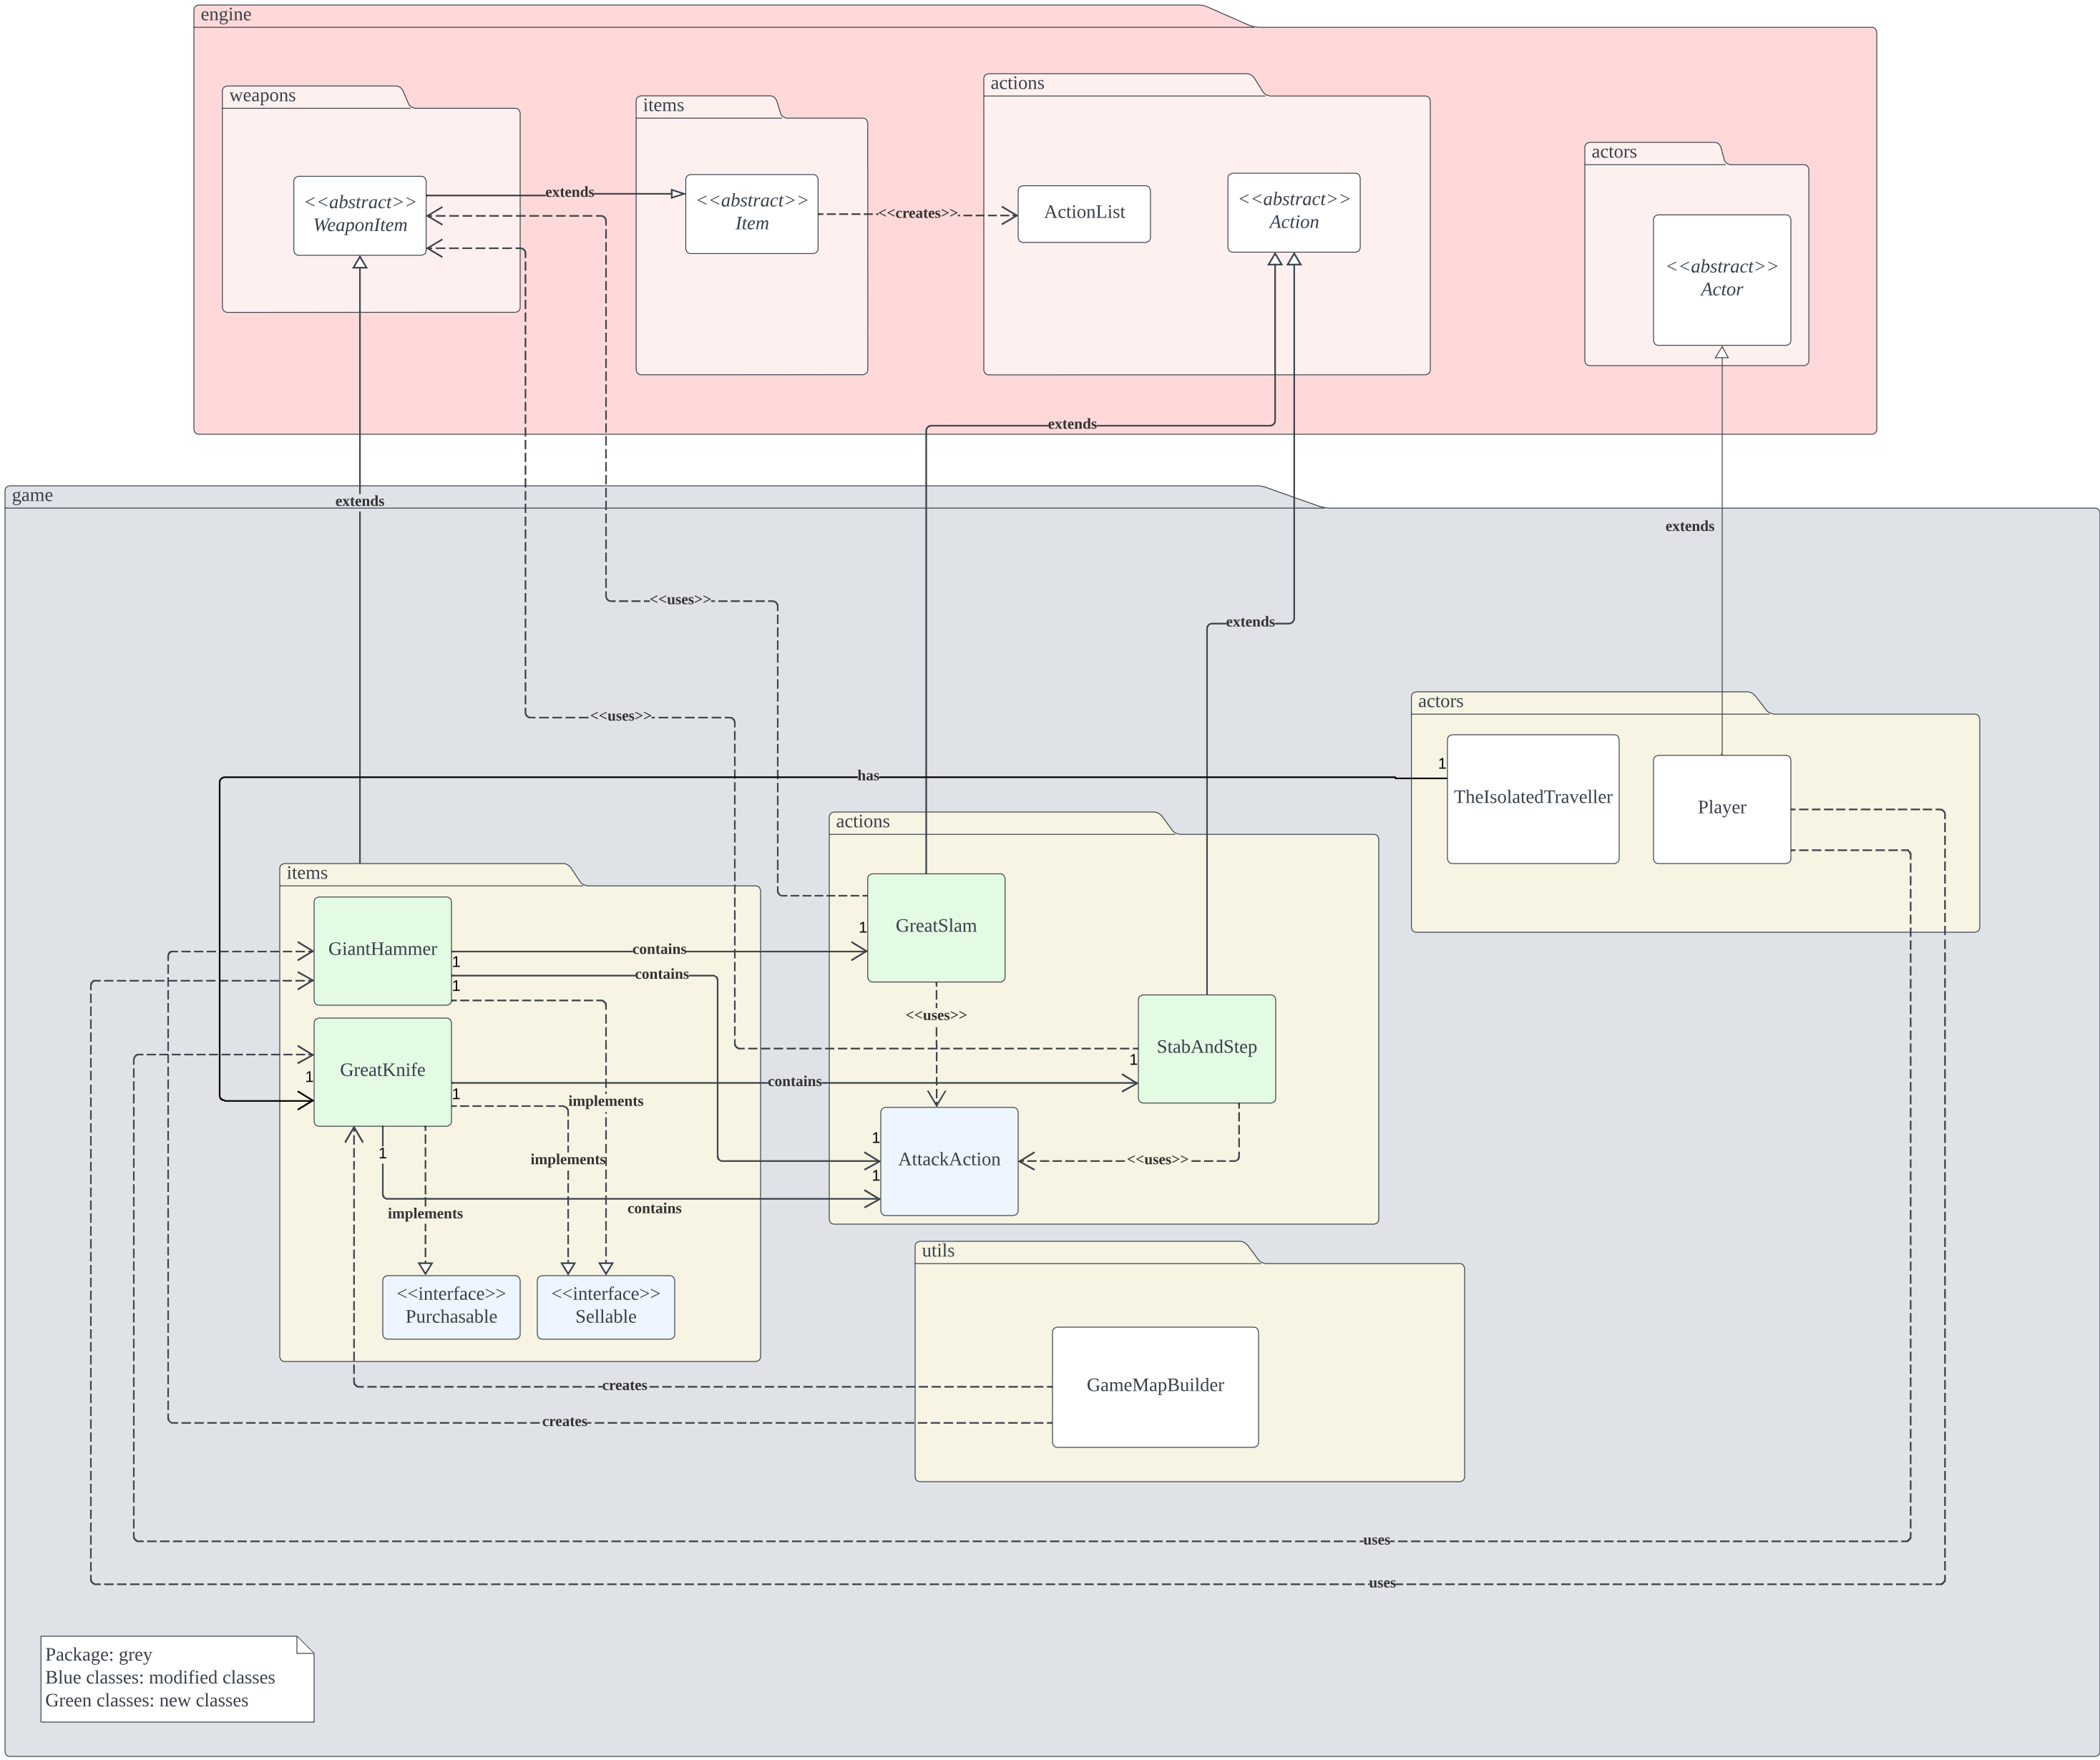 engine
weapons
items
actions
actors
<<abstract>>
WeaponItem
extends
<<abstract>>
Item
<<creates>>
ActionList
<<abstract>>
Action
<<abstract>>
Actor
extends
game
extends
extends
<<uses>>
extends
<<uses>>
actors
1
TheIsolatedTraveller
Player
has
actions
items
GiantHammer
1
contains
1
contains
1
GreatSlam
<<uses>>
StabAndStep
1
GreatKnife
1
1
contains
implements
implements
1
contains
implements
1
AttackAction
1
<<uses>>
<<interface>>
Purchasable
<<interface>>
Sellable
utils
GameMapBuilder
creates
creates
uses
uses
Package: grey
Blue classes: modified classes
Green classes: new classes